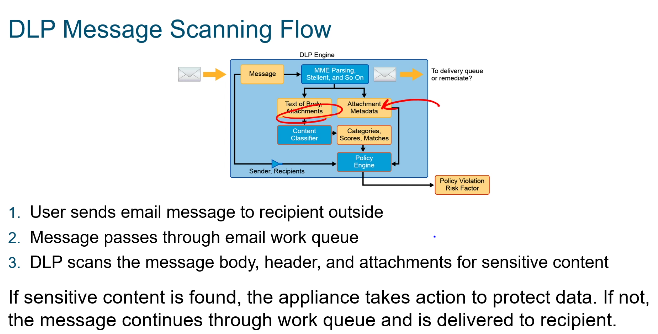 DLP Message Scanning Flow
DLP Engine
Message
MME Parsing,
Stellent, and So On
To delivery queue
or remediate?
Text of Body
Attachments
Attachment
Metadata
Content
Classifier
Categories,
Scores, Matches
Policy
Engine
Sender, Recipients
Policy Violation
Risk Factor
1. User sends email message to recipient outside
2. Message passes through email work queue
3. DLP scans the message body, header, and attachments for sensitive content
If sensitive content is found, the appliance takes action to protect data. If not,
the message continues through work queue and is delivered to recipient.